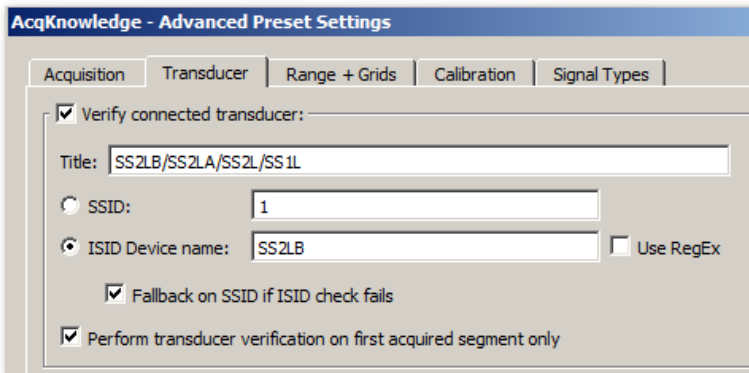 AcqKnowledge - Advanced Preset Settings
Acquisition Transducer Range + Grids Calibration Signal Types
Verify connected transducer:
Title: SS2LB/SS2LA/SS2L/SS1L
SSID: 1
ISID Device name: SS2LB Use RegEx
Fallback on SSID if ISID check fails
Perform transducer verification on first acquired segment only